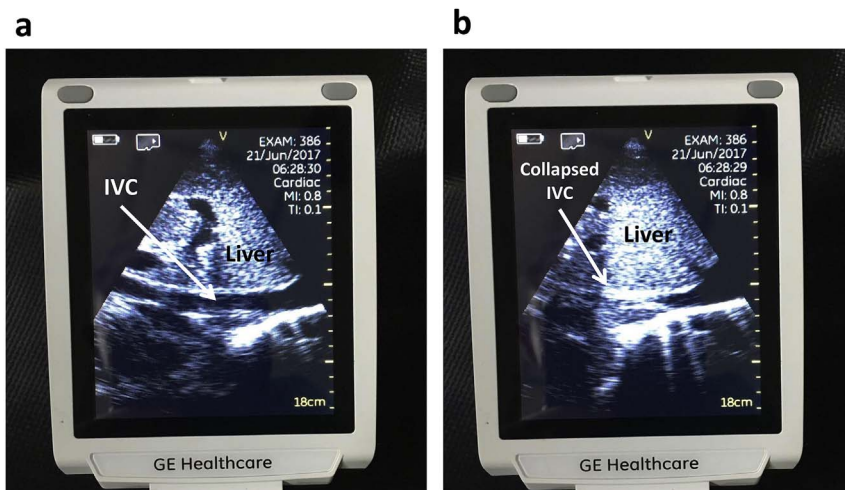 a
V
EXAM: 386
21/Jun/2017
06:28:30
Cardiac
MI: 0.8
TI: 0.1
IVC
Liver
18cm
GE Healthcare
b
V
EXAM: 386
21/Jun/2017
06:28:29
Cardiac
MI: 0.8
TI: 0.1
Collapsed
IVC
Liver
18cm
GE Healthcare